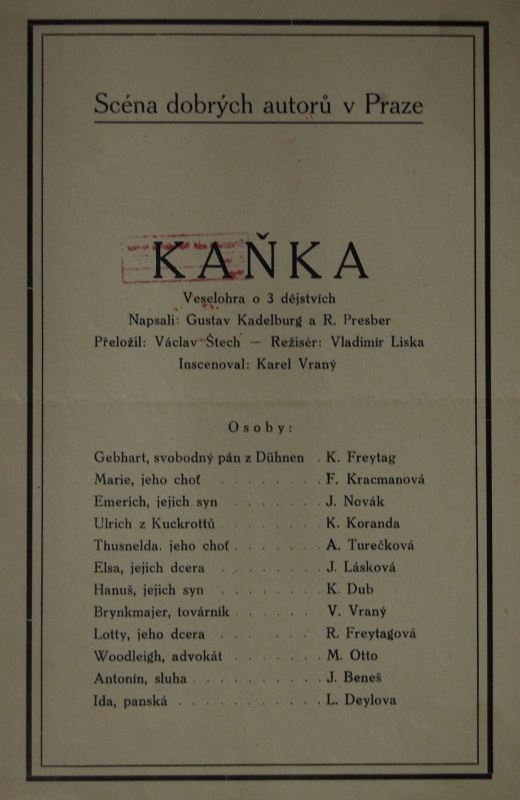 Scéna dobrých autorů v Praze
KAŇKA
Veselohra o 3 dějstvích
Napsali: Gustav Kadelburg a R. Presber
Přeložil: Václav Štech — Režisér: Vladimír Liska
Inscenoval: Karel Vraný
Osoby:
Gebhart, svobodný pán z Dühnen . K. Freytag
Marie, jeho choť . . . . . . . F. Kracmanová
Emerich, jejich syn . . . . . . J. Novák
Ulrich z Kuckrottů . . . . . . K. Koranda
Thusnelda. jeho choť . . . . . . A. Turečková
Elsa, jejich dcera . . . . . . J. Lásková
Hanuš, jejich syn . . . . . . K. Dub
Brynkmajer, továrník . . . . . . V. Vraný
Lotty, jeho dcera . . . . . . R. Freytagová
Woodleigh, advokát . . . . . . M. Otto
Antonín, sluha . . . . . . . . J. Beneš
Ida, panská . . . . . . . . . L. Deylova